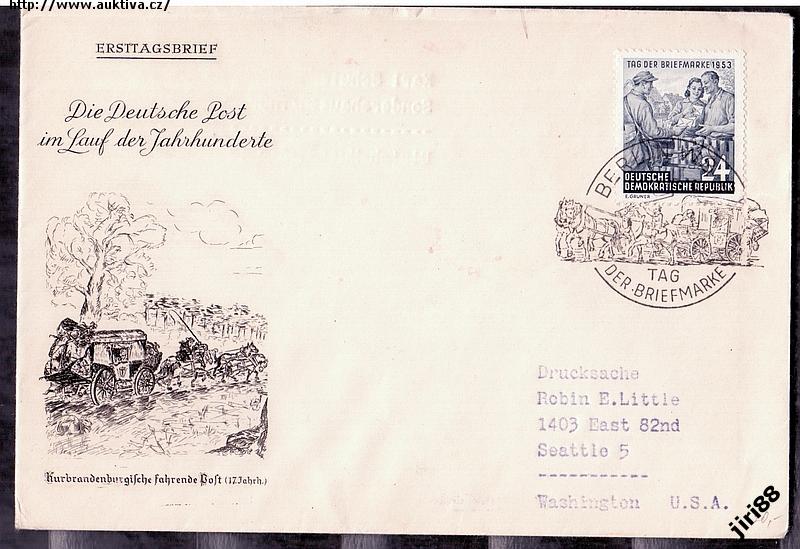 http://www.auktiva.cz/
ERSTTAGSBRIEF
Die Deutsche Post
im Lauf der Jahrhunderte
TAG DER BRIEFMARKE 1953
24
DEUTSCHE
DEMOKRATISCHE REPUBLIK
E. GRUNER
BERLIN W
TAG
DER·BRIEFMARKE
Kurbrandenburgische fahrende Post (17. Jahrh.)
Drucksache
Robin E.Little
1403 East 82nd
Seattle 5
-----------
Washington U.S.A.
jiri88